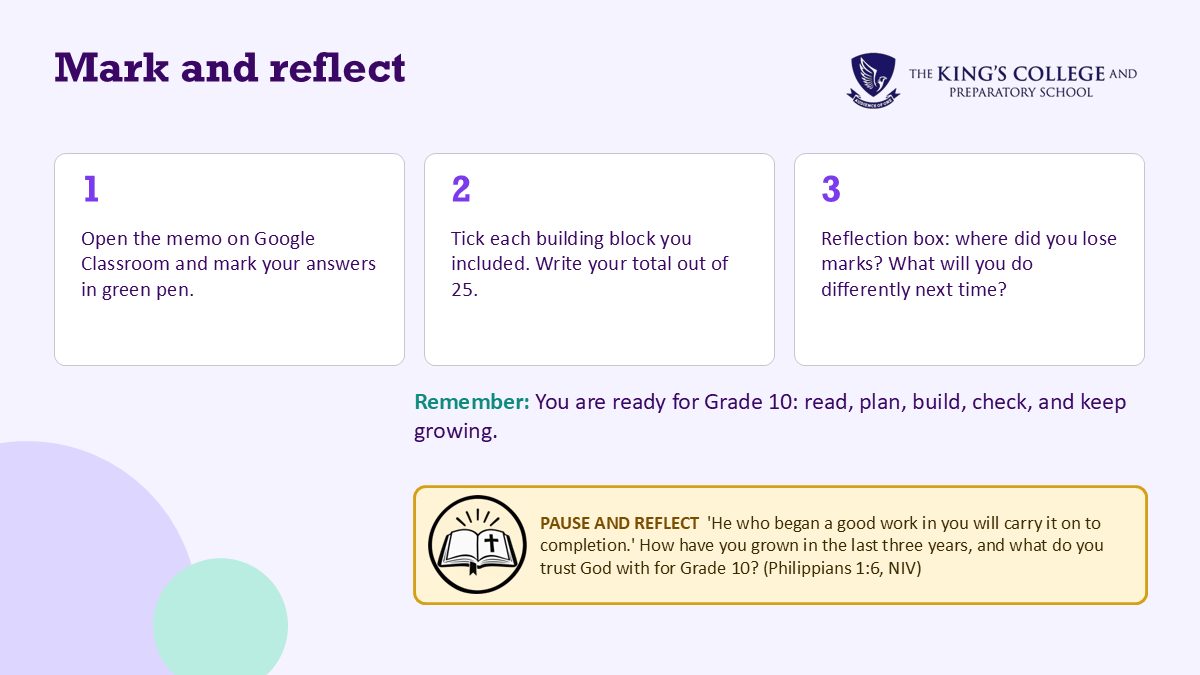 Mark and reflect
THE KING'S COLLEGE AND
PREPARATORY SCHOOL
AUDIENCE OF ONE
1
Open the memo on Google
Classroom and mark your answers
in green pen.
2
Tick each building block you
included. Write your total out of
25.
3
Reflection box: where did you lose
marks? What will you do
differently next time?
Remember: You are ready for Grade 10: read, plan, build, check, and keep
growing.
PAUSE AND REFLECT 'He who began a good work in you will carry it on to
completion.' How have you grown in the last three years, and what do you
trust God with for Grade 10? (Philippians 1:6, NIV)